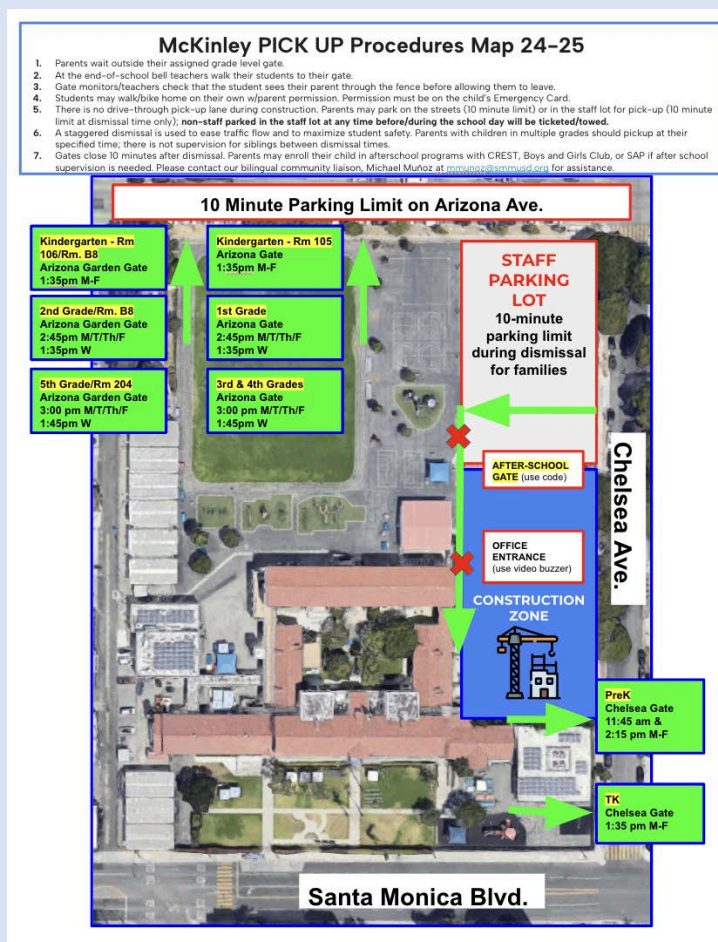 McKinley PICK UP Procedures Map 24-25
1. Parents wait outside their assigned grade level gate.
2. At the end-of-school bell teachers walk their students to their gate.
3. Gate monitors/teachers check that the student sees their parent through the fence before allowing them to leave.
4. Students may walk/bike home on their own w/parent permission. Permission must be on the child's Emergency Card.
5. There is no drive-through pick-up lane during construction. Parents may park on the streets (10 minute limit) or in the staff lot for pick-up (10 minute
limit at dismissal time only); non-staff parked in the staff lot at any time before/during the school day will be ticketed/towed.
6. A staggered dismissal is used to ease traffic flow and to maximize student safety. Parents with children in multiple grades should pickup at their
specified time; there is not supervision for siblings between dismissal times.
7. Gates close 10 minutes after dismissal. Parents may enroll their child in afterschool programs with CREST, Boys and Girls Club, or SAP if after school
supervision is needed. Please contact our bilingual community liaison, Michael Muñoz at mmunoz@smmusd.org for assistance.
10 Minute Parking Limit on Arizona Ave.
Kindergarten - Rm
106/Rm. B8
Arizona Garden Gate
1:35pm M-F
Kindergarten - Rm 105
Arizona Gate
1:35pm M-F
2nd Grade/Rm. B8
Arizona Garden Gate
2:45pm M/T/Th/F
1:35pm W
1st Grade
Arizona Gate
2:45pm M/T/Th/F
1:35pm W
5th Grade/Rm 204
Arizona Garden Gate
3:00 pm M/T/Th/F
1:45pm W
3rd & 4th Grades
Arizona Gate
3:00 pm M/T/Th/F
1:45pm W
STAFF
PARKING
LOT
10-minute
parking limit
during dismissal
for families
AFTER-SCHOOL
GATE (use code)
OFFICE
ENTRANCE
(use video buzzer)
CONSTRUCTION
ZONE
Chelsea Ave.
PreK
Chelsea Gate
11:45 am &
2:15 pm M-F
TK
Chelsea Gate
1:35 pm M-F
Santa Monica Blvd.